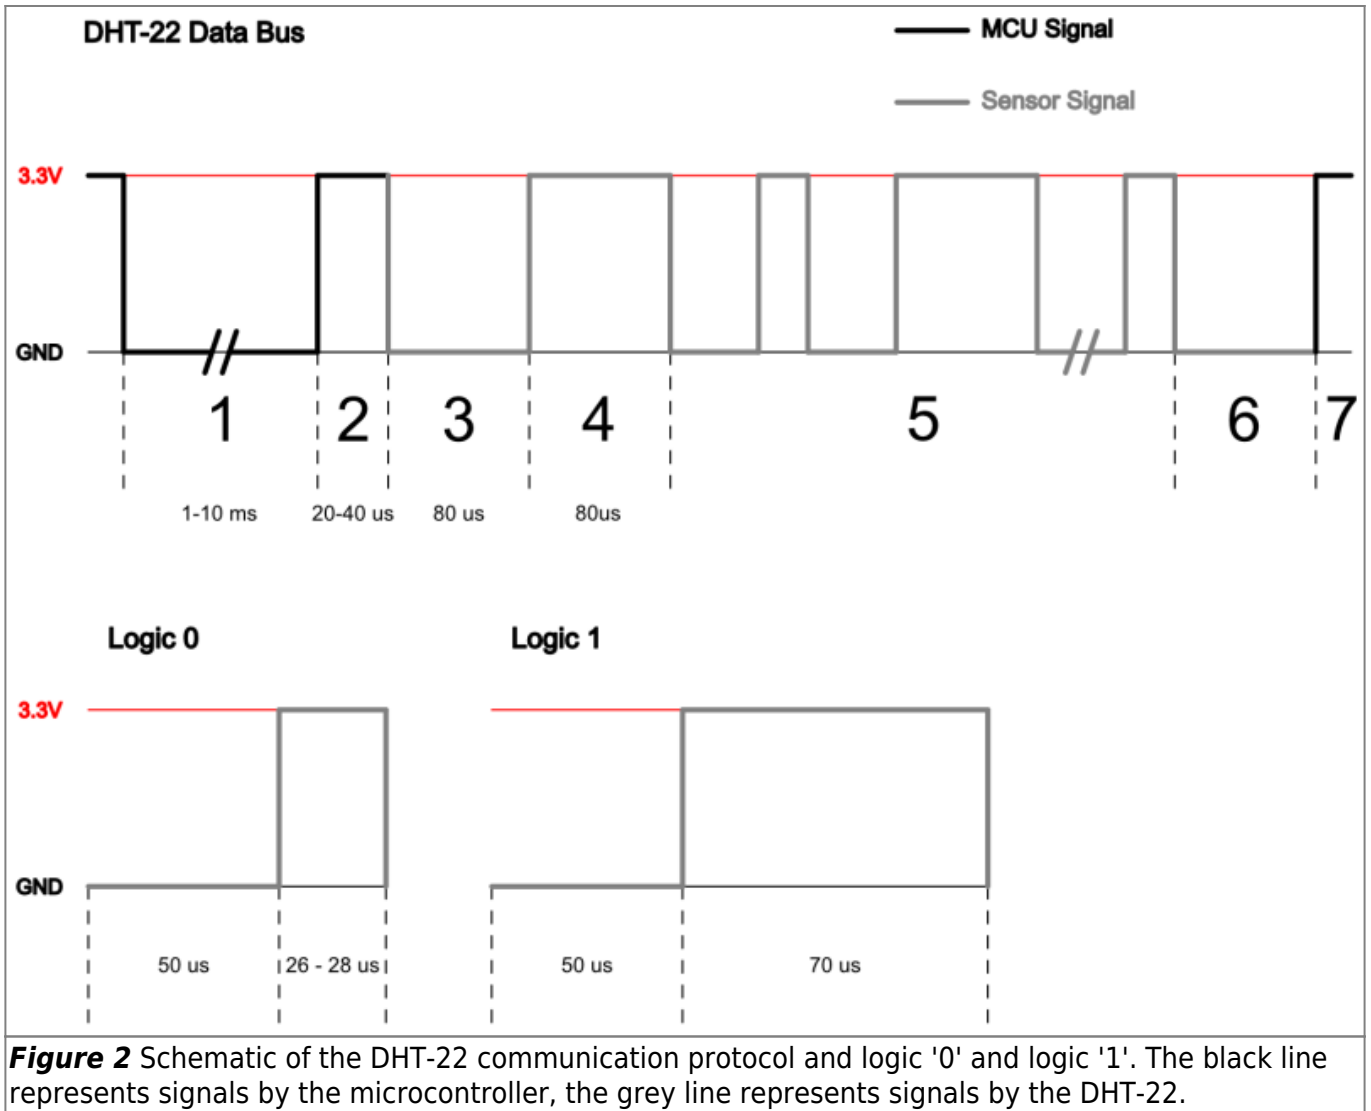 DHT-22 Data Bus
MCU Signal
Sensor Signal
3.3V
GND
1 2 3 4 5 6 7
1-10 ms 20-40 us 80 us 80us
Logic 0 Logic 1
3.3V
GND
50 us 26 - 28 us 50 us 70 us
Figure 2 Schematic of the DHT-22 communication protocol and logic '0' and logic '1'. The black line
represents signals by the microcontroller, the grey line represents signals by the DHT-22.